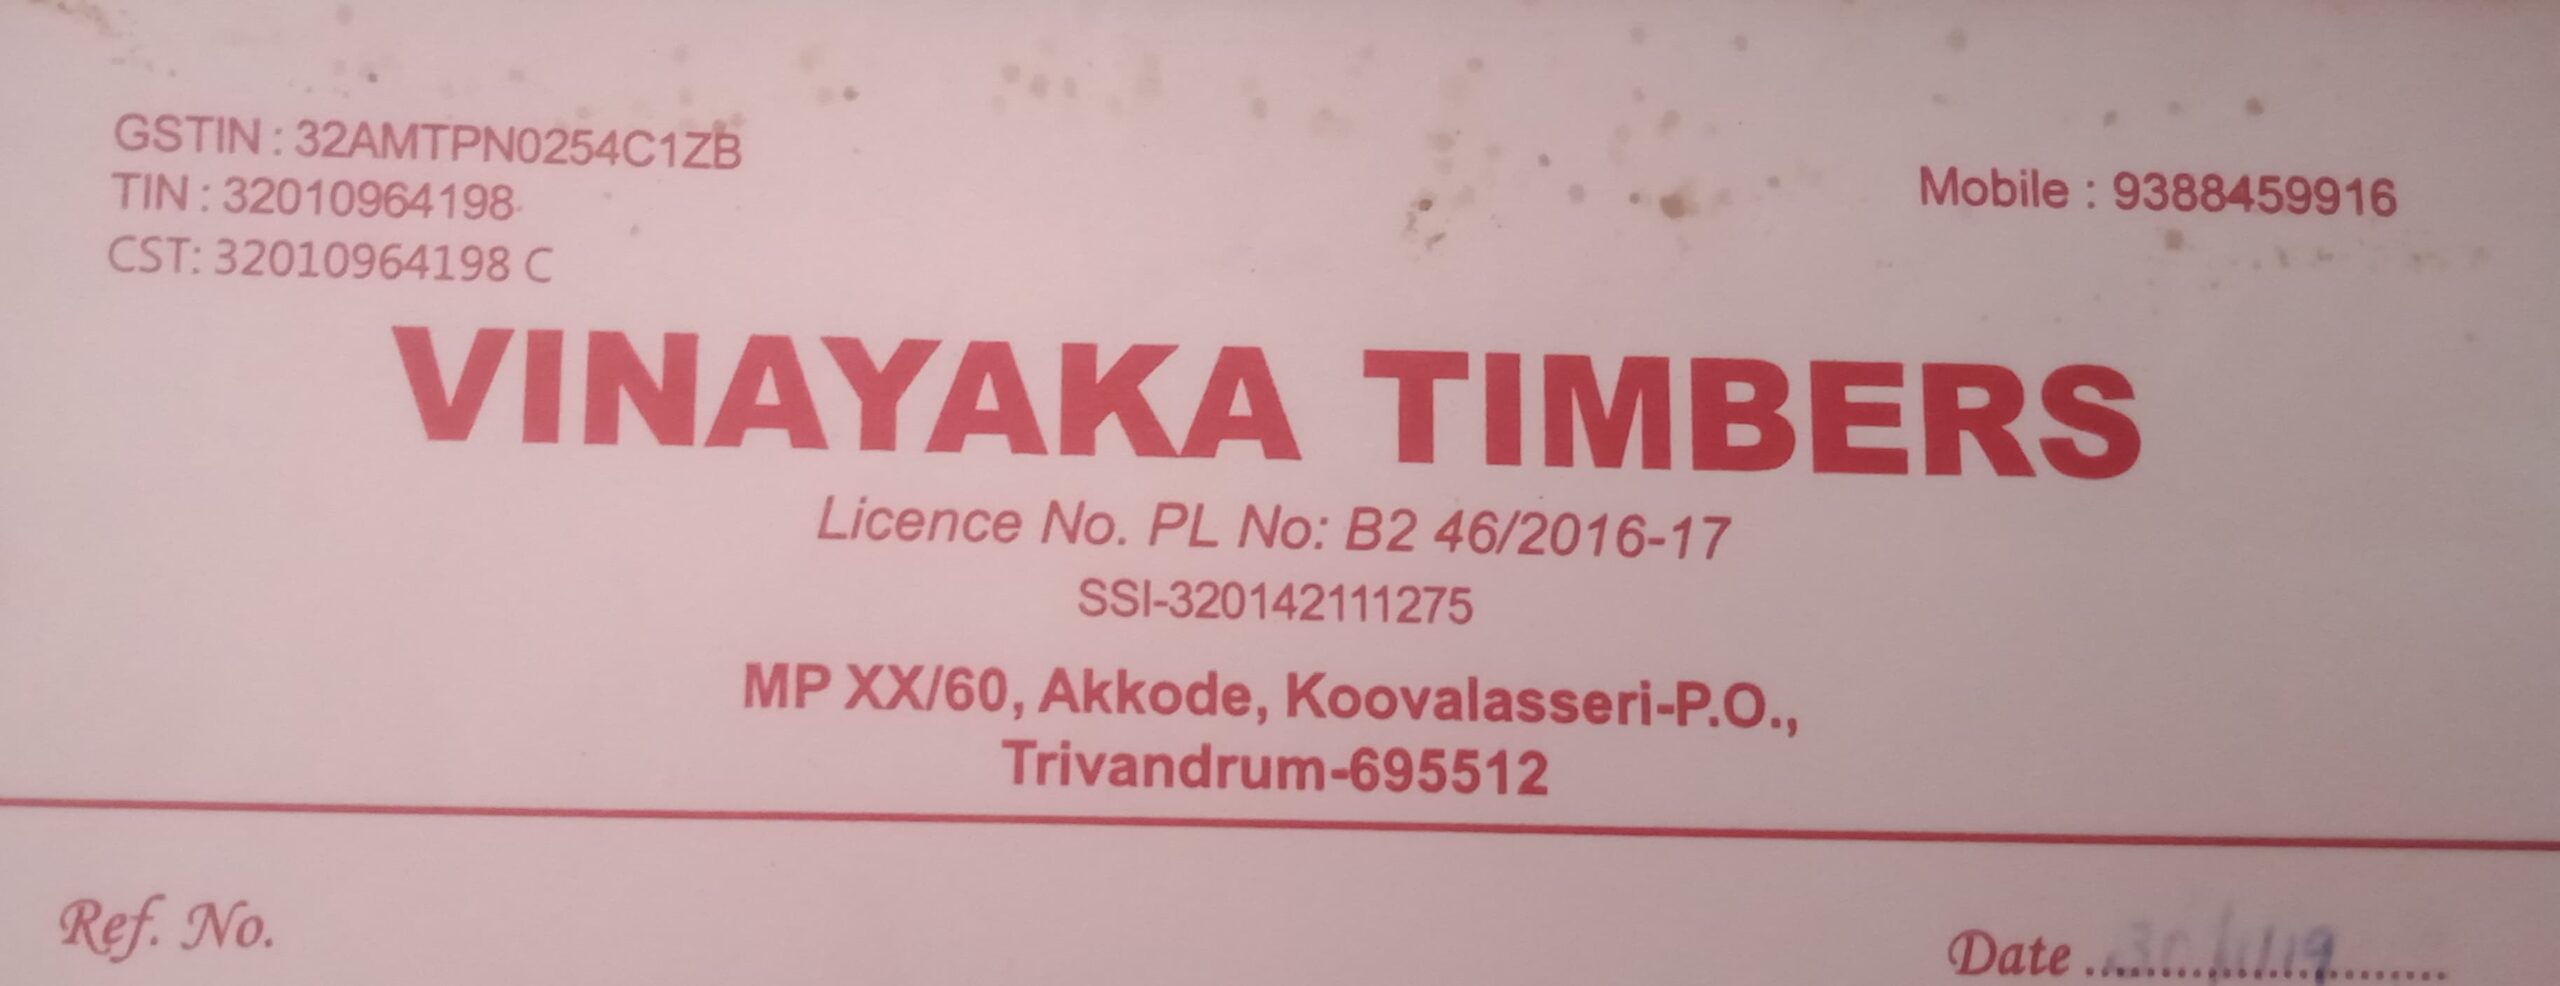 GSTIN : 32AMTPN0254C1ZB
TIN : 32010964198
CST: 32010964198 C
Mobile : 9388459916
VINAYAKA TIMBERS
Licence No. PL No: B2 46/2016-17
SSI-320142111275
MP XX/60, Akkode, Koovalasseri-P.O.,
Trivandrum-695512
Ref. No.
Date